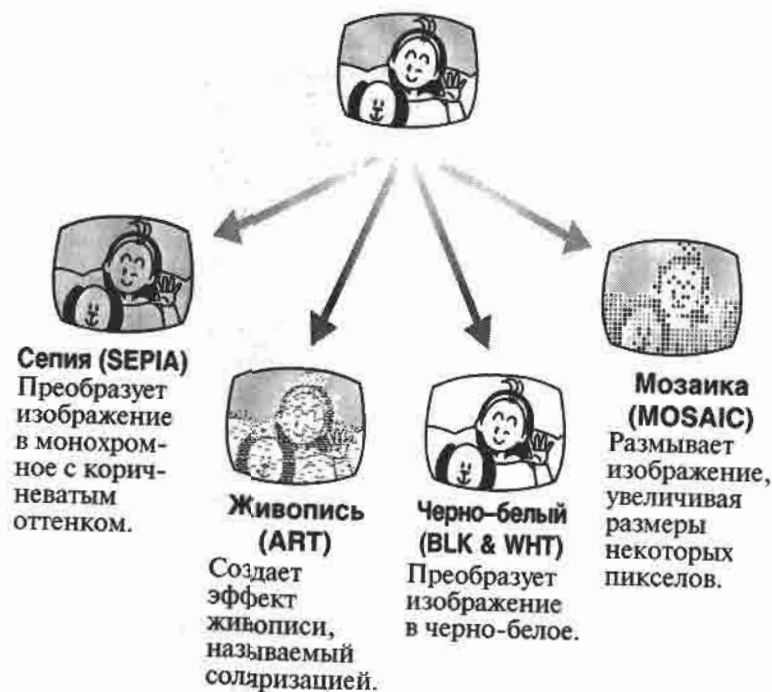 Сепия (SEPIA)
Преобразует
изображение
в монохром-
ное с корич-
неватым
оттенком.
Живопись
(ART)
Создает
эффект
живописи,
называемый
соляризацией.
Черно–белый
(BLK & WHT)
Преобразует
изображение
в черно-белое.
Мозаика
(MOSAIC)
Размывает
изображение,
увеличивая
размеры
некоторых
пикселов.